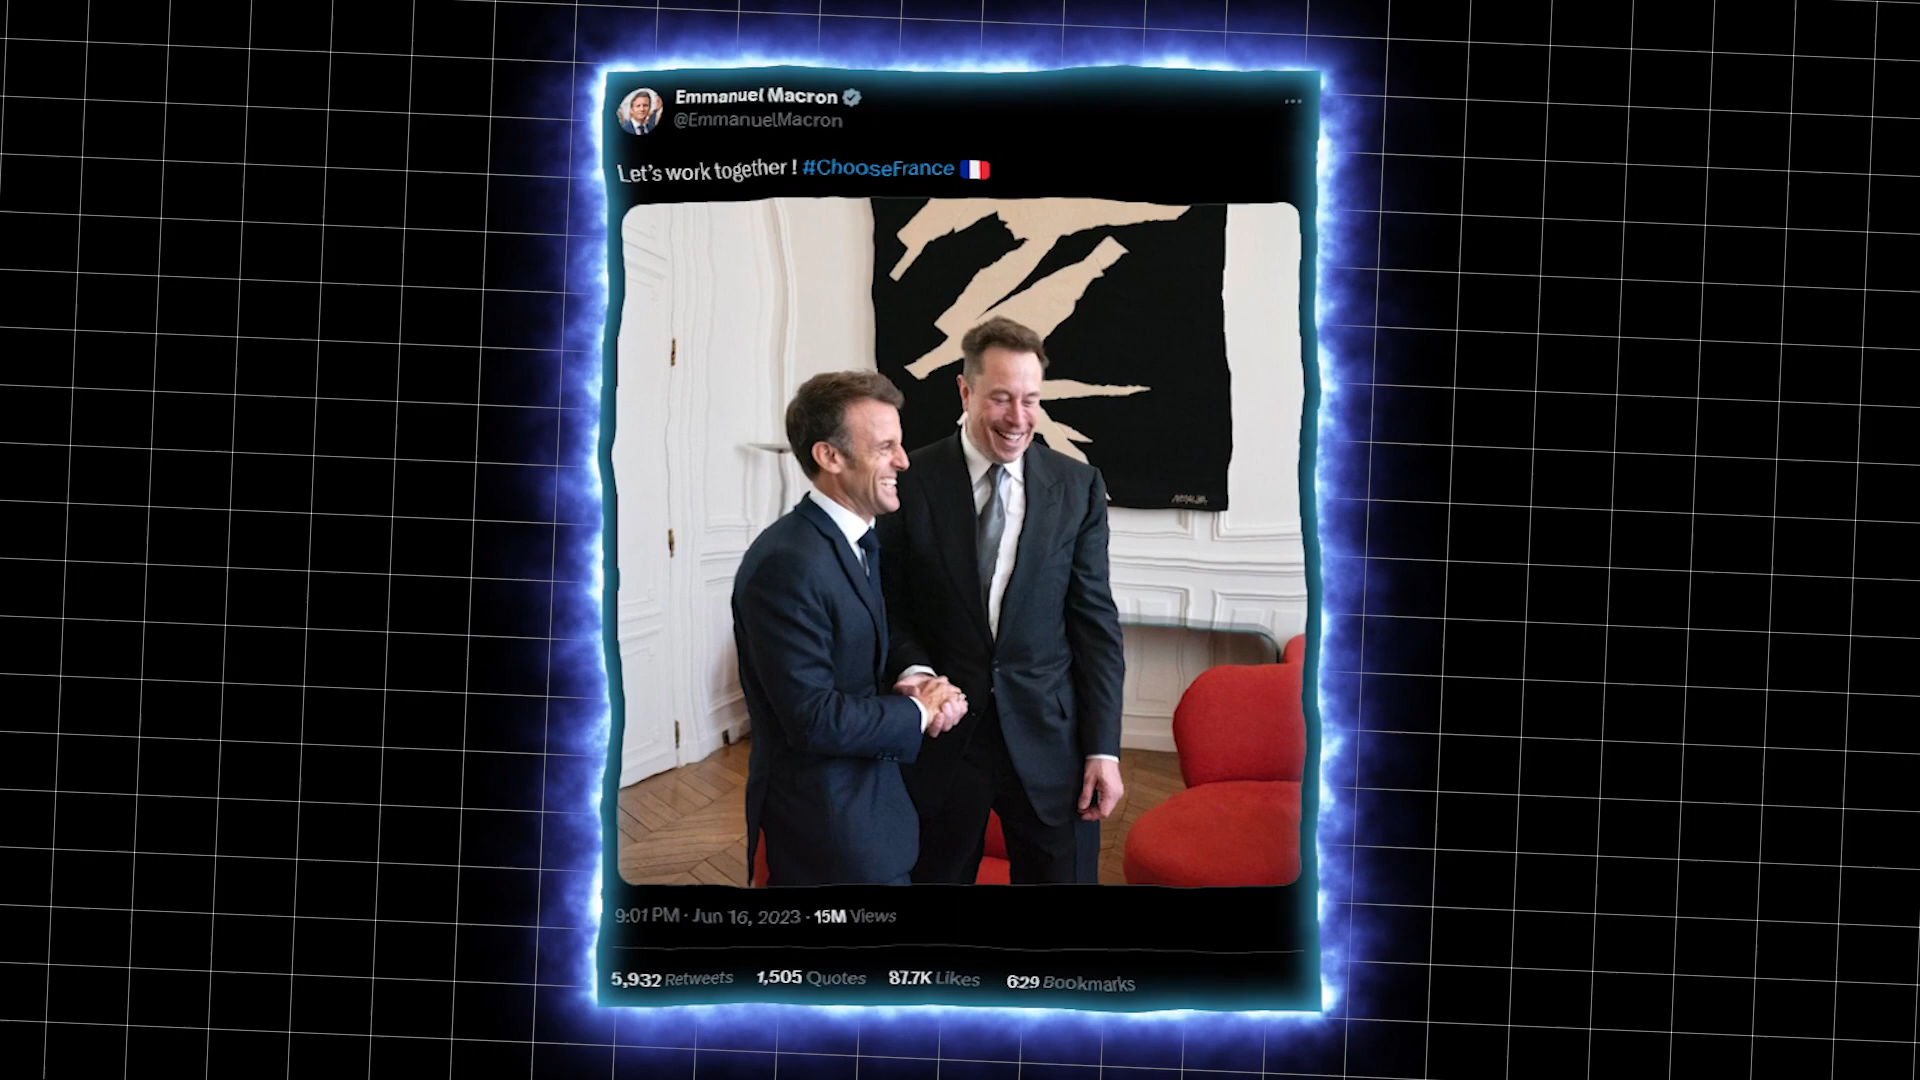 Emmanuel Macron
@EmmanuelMacron
Let's work together ! #ChooseFrance
9:01 PM · Jun 16, 2023 · 15M Views
5,932 Retweets 1,505 Quotes 87.7K Likes 629 Bookmarks